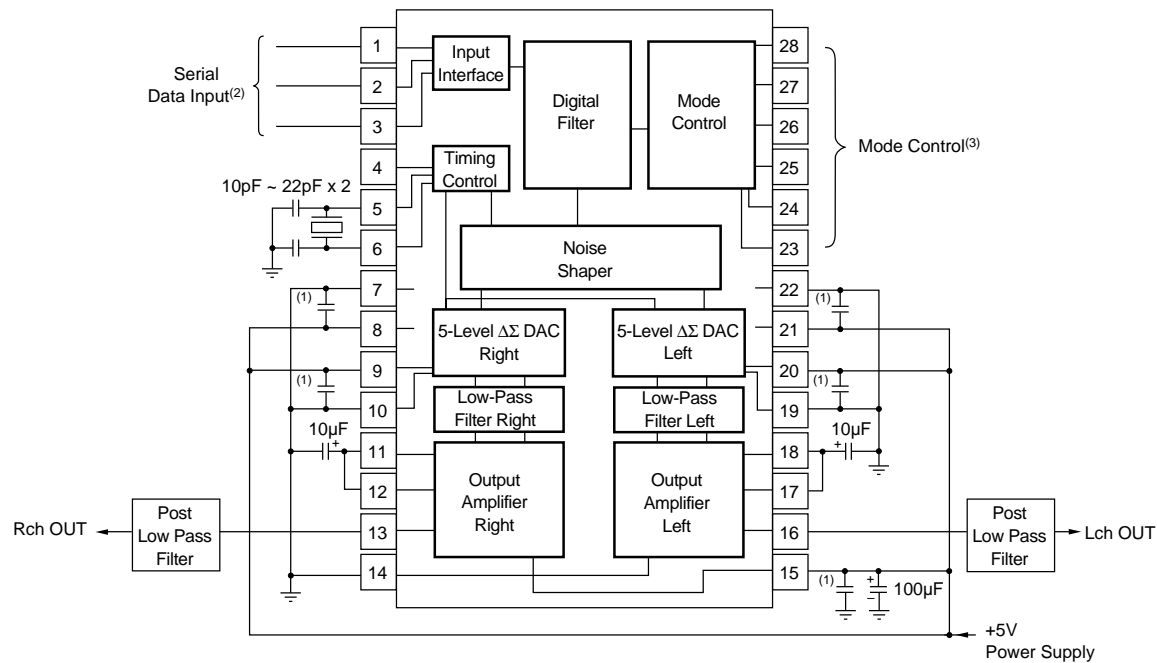 1
2
3
4
5
6
7
8
9
10
11
12
13
14
28
27
26
25
24
23
22
21
20
19
18
17
16
15
Serial
Data Input(2)
10pF ~ 22pF x 2
(1)
(1)
10µF
+
Rch OUT
Post
Low Pass
Filter
Input
Interface
Digital
Filter
Mode
Control
Timing
Control
Noise
Shaper
5-Level ΔΣ DAC
Right
5-Level ΔΣ DAC
Left
Low-Pass
Filter Right
Low-Pass
Filter Left
Output
Amplifier
Right
Output
Amplifier
Left
Mode Control(3)
(1)
(1)
10µF
+
Post
Low Pass
Filter
Lch OUT
(1)
+
–
100µF
+5V
Power Supply